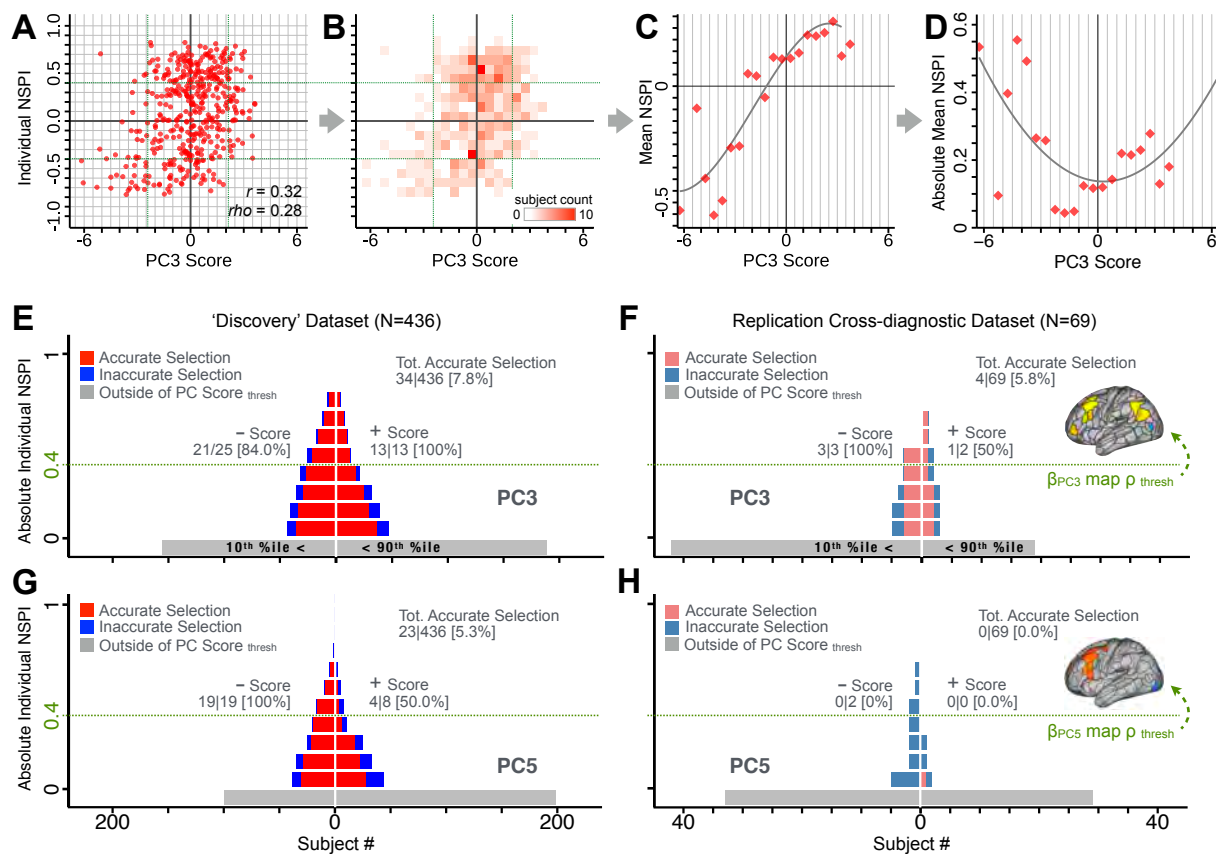 A
B
C
D
Individual NSPI
1.0
0.5
0.0
-0.5
-1.0
r = 0.32
rho = 0.28
-6
0
6
PC3 Score
subject count
0
10
-6
0
6
PC3 Score
Mean NSPI
0
-0.5
-6
0
PC3 Score
Absolute Mean NSPI
0.6
0.4
0.2
0
-6
0
6
PC3 Score
E
'Discovery' Dataset (N=436)
Absolute Individual NSPI
1
0.4
0
Accurate Selection
Inaccurate Selection
Outside of PC Score thresh
Tot. Accurate Selection
34|436 [7.8%]
− Score
21/25 [84.0%]
+ Score
13|13 [100%]
PC3
10th %ile <
< 90th %ile
F
Replication Cross-diagnostic Dataset (N=69)
Accurate Selection
Inaccurate Selection
Outside of PC Score thresh
Tot. Accurate Selection
4|69 [5.8%]
− Score
3|3 [100%]
+ Score
1|2 [50%]
βPC3 map ρ thresh
PC3
10th %ile <
< 90th %ile
G
Absolute Individual NSPI
1
0.4
0
Accurate Selection
Inaccurate Selection
Outside of PC Score thresh
Tot. Accurate Selection
23|436 [5.3%]
− Score
19|19 [100%]
+ Score
4|8 [50.0%]
PC5
200
0
200
Subject #
H
Accurate Selection
Inaccurate Selection
Outside of PC Score thresh
Tot. Accurate Selection
0|69 [0.0%]
− Score
0|2 [0%]
+ Score
0|0 [0.0%]
βPC5 map ρ thresh
PC5
40
0
40
Subject #